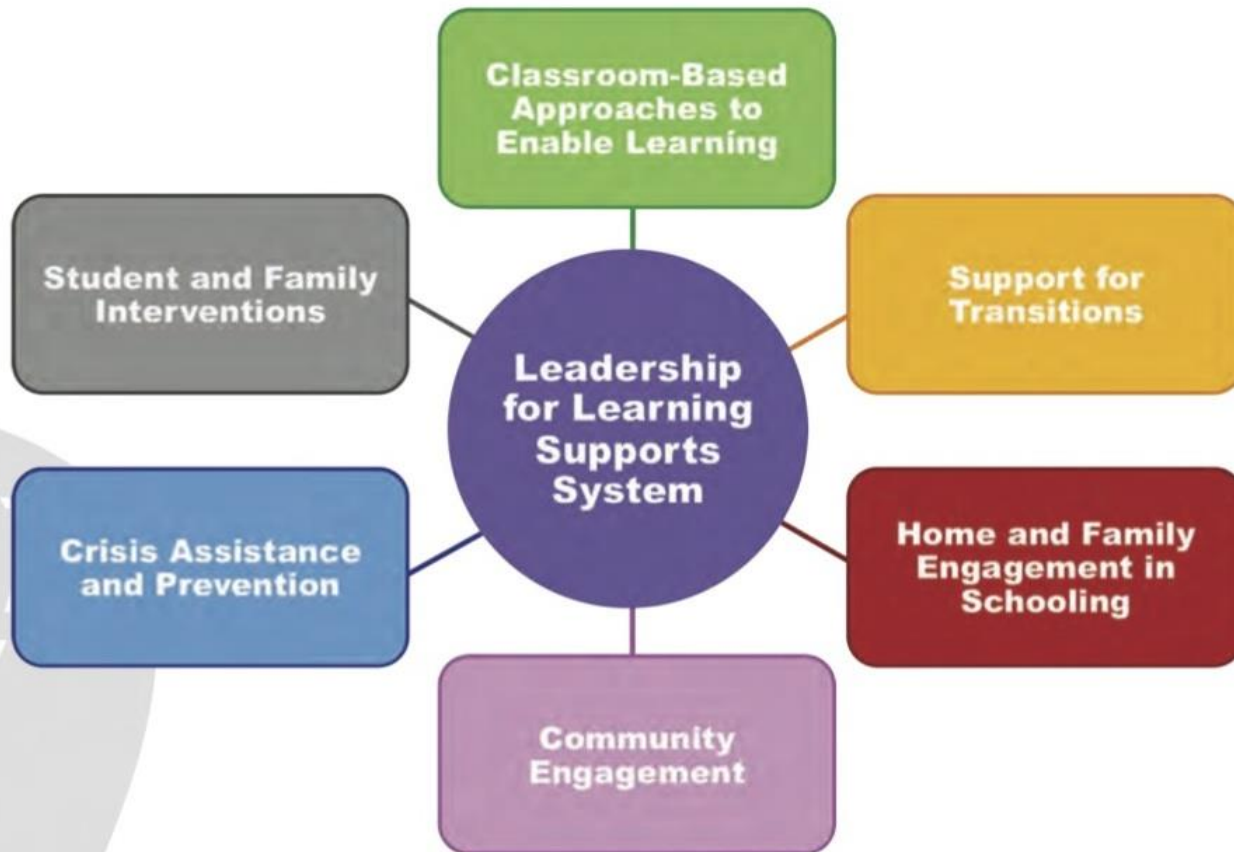 Classroom-Based
Approaches to
Enable Learning
Student and Family
Interventions
Support for
Transitions
Leadership
for Learning
Supports
System
Crisis Assistance
and Prevention
Home and Family
Engagement in
Schooling
Community
Engagement